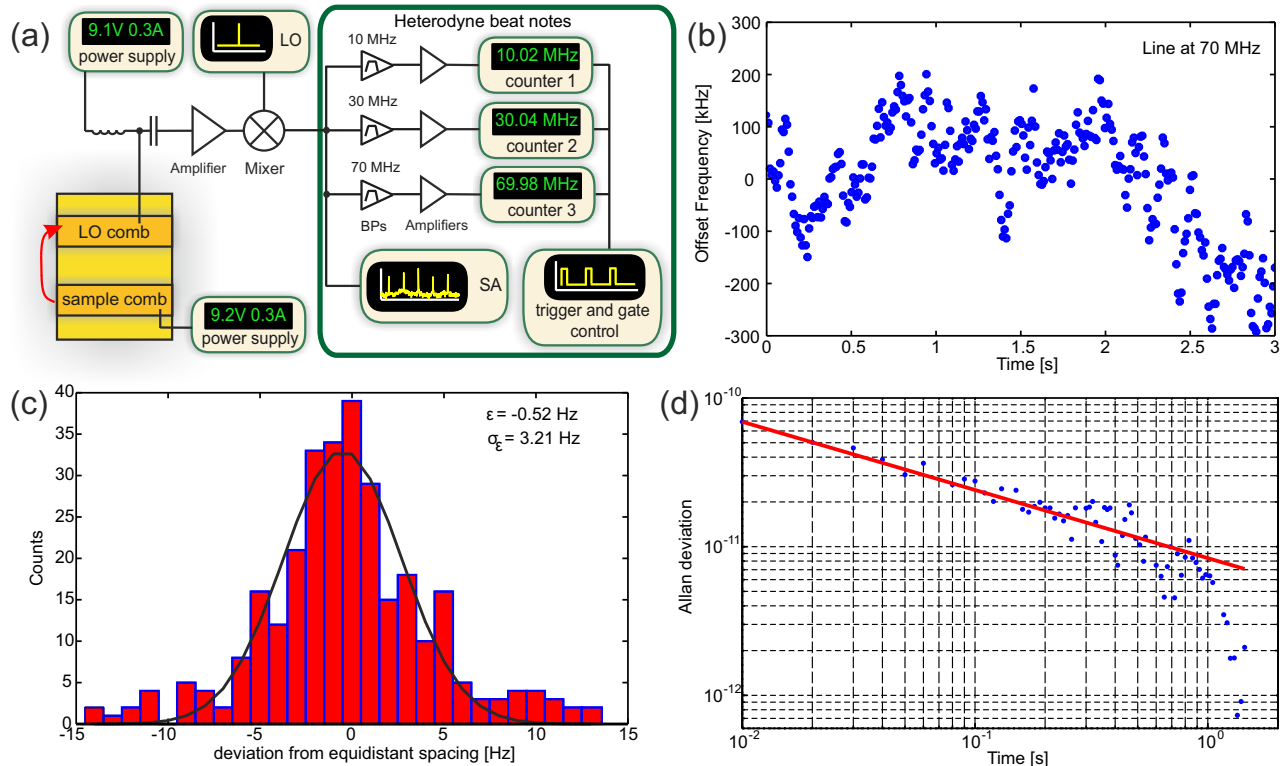 (a)
9.1V 0.3A
power supply
LO
Amplifier
Mixer
LO comb
sample comb
9.2V 0.3A
power supply
Heterodyne beat notes
10 MHz
10.02 MHz
counter 1
30 MHz
30.04 MHz
counter 2
70 MHz
69.98 MHz
counter 3
BPs
Amplifiers
SA
trigger and gate
control
(b)
Line at 70 MHz
Offset Frequency [kHz]
300
200
100
0
-100
-200
-300
0
0.5
1
1.5
2
2.5
3
Time [s]
(c)
ε = -0.52 Hz
σε = 3.21 Hz
Counts
40
35
30
25
20
15
10
5
0
-15
-10
-5
0
5
10
15
deviation from equidistant spacing [Hz]
(d)
Allan deviation
10⁻¹⁰
10⁻¹¹
10⁻¹²
10⁻²
10⁻¹
10⁰
Time [s]